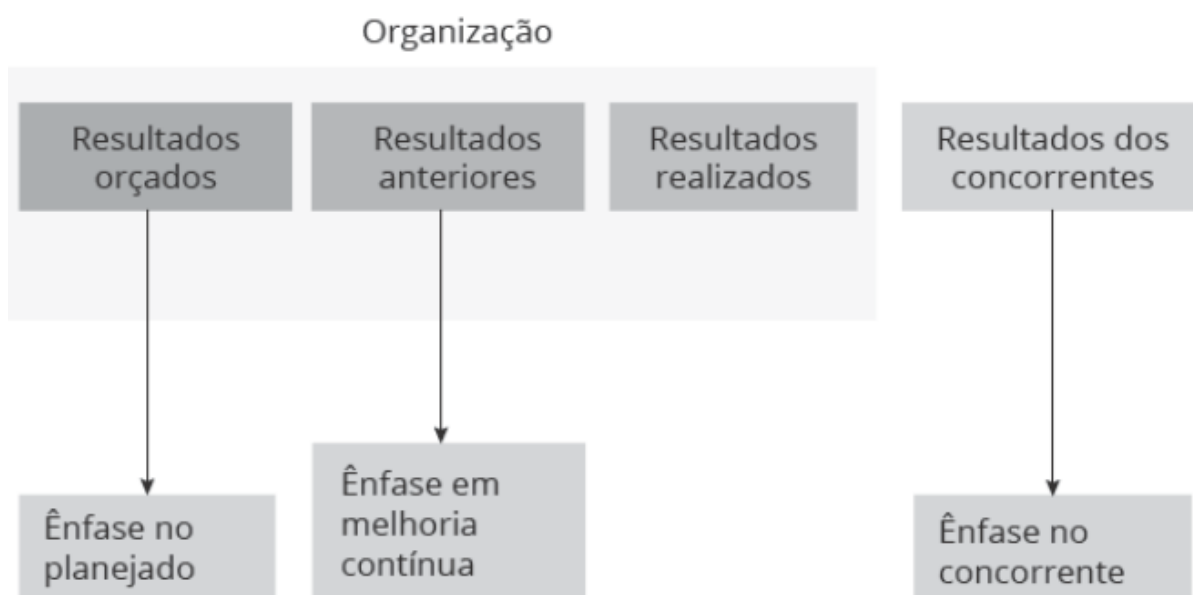 Organização
Resultados
orçados
Resultados
anteriores
Resultados
realizados
Resultados dos
concorrentes
Ênfase no
planejado
Ênfase em
melhoria
contínua
Ênfase no
concorrente